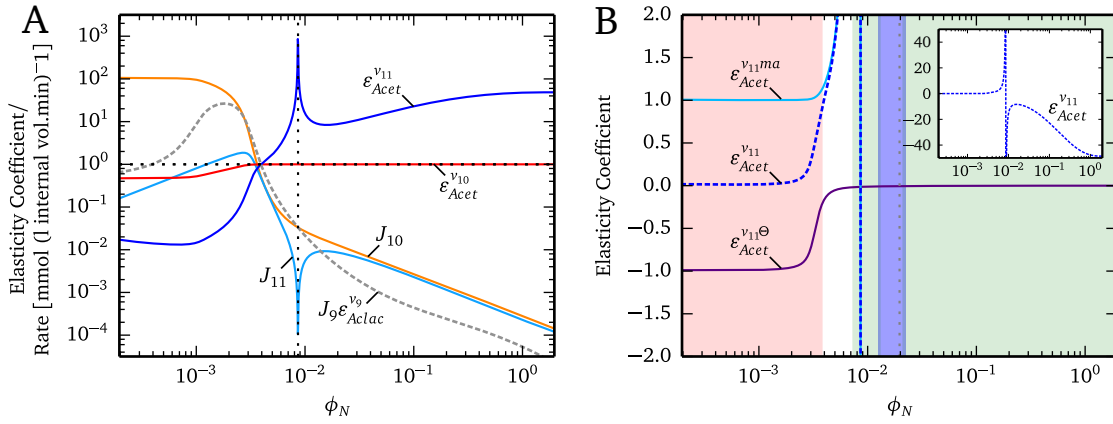 A
Elasticity Coefficient/
Rate [mmol (l internal vol.min)−1]
10³
10²
10¹
10⁰
10⁻¹
10⁻²
10⁻³
10⁻⁴
10⁻³ 10⁻² 10⁻¹ 10⁰
ϕ_N
ε^{v₁₁}_{Acet}
ε^{v₁₀}_{Acet}
J₁₀
J₁₁
J₉ε^{v₉}_{Aclac}
B
Elasticity Coefficient
2.0
1.5
1.0
0.5
0.0
−0.5
−1.0
−1.5
−2.0
10⁻³ 10⁻² 10⁻¹ 10⁰
ϕ_N
ε^{v₁₁ma}_{Acet}
ε^{v₁₁}_{Acet}
ε^{v₁₁Θ}_{Acet}
40
20
0
−20
−40
10⁻³ 10⁻² 10⁻¹ 10⁰
ε^{v₁₁}_{Acet}